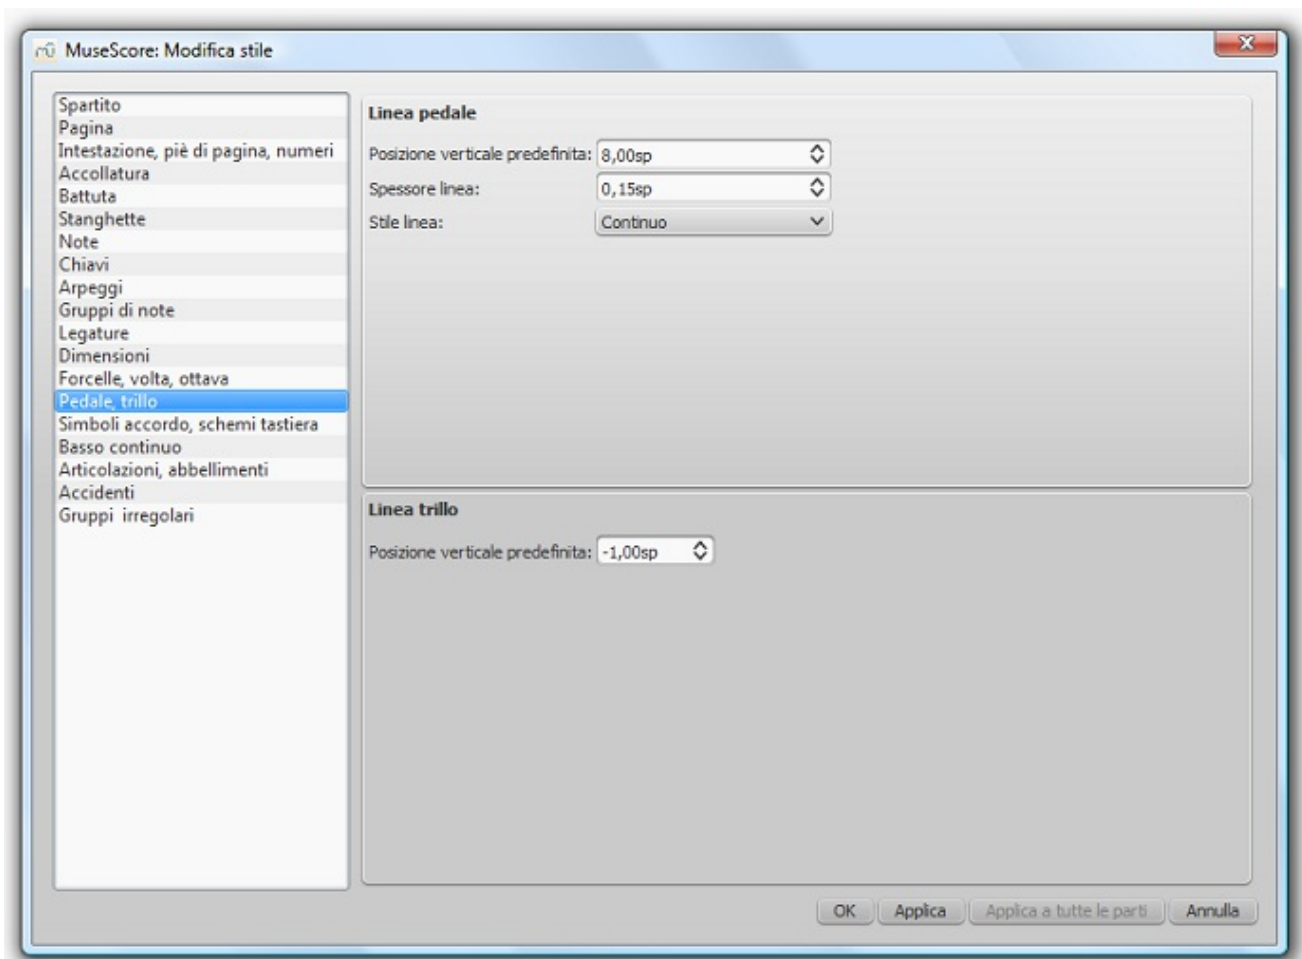 MuseScore: Modifica stile
Spartito
Pagina
Intestazione, piè di pagina, numeri
Accollatura
Battuta
Stanghette
Note
Chiavi
Arpeggi
Gruppi di note
Legature
Dimensioni
Forcelle, volta, ottava
Pedale, trillo
Simboli accordo, schemi tastiera
Basso continuo
Articolazioni, abbellimenti
Accidenti
Gruppi irregolari
Linea pedale
Posizione verticale predefinita: 8,00sp
Spessore linea: 0,15sp
Stile linea: Continuo
Linea trillo
Posizione verticale predefinita: -1,00sp
OK Applica Applica a tutte le parti Annulla